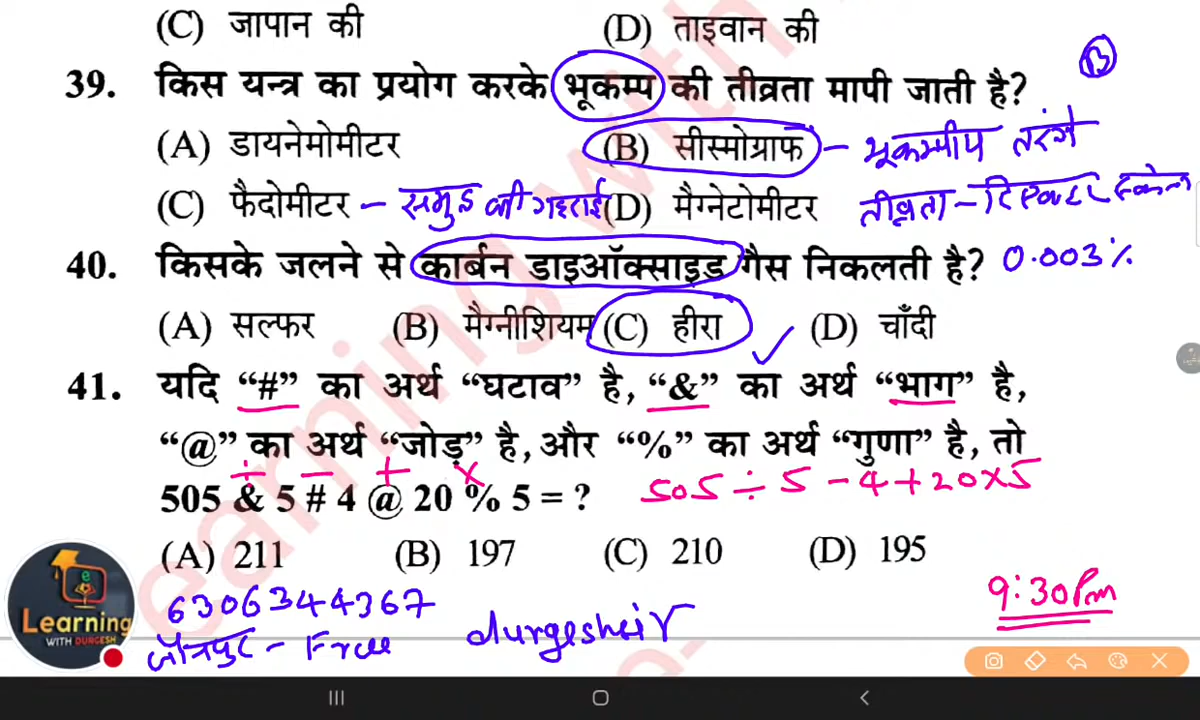 (C) जापान की (D) ताइवान की
39. किस यन्त्र का प्रयोग करके भूकम्प की तीव्रता मापी जाती है? B
(A) डायनेमोमीटर (B) सीस्मोग्राफ – भूकम्पीय तरंगे
(C) फैदोमीटर – समुद्र की गहराई (D) मैग्नेटोमीटर तीव्रता –
40. किसके जलने से कार्बन डाइऑक्साइड गैस निकलती है? 0.003%
(A) सल्फर (B) मैग्नीशियम (C) हीरा (D) चाँदी
41. यदि “#” का अर्थ “घटाव” है, “&” का अर्थ “भाग” है,
“@” का अर्थ “जोड़” है, और “%” का अर्थ “गुणा” है, तो
÷ – + ×
505 & 5 # 4 @ 20 % 5 = ? 505 ÷ 5 – 4 + 20 × 5
(A) 211 (B) 197 (C) 210 (D) 195
9:30 Pm
6306344367
Learning
WITH DURGESH
जौनपुर – Free
learning with